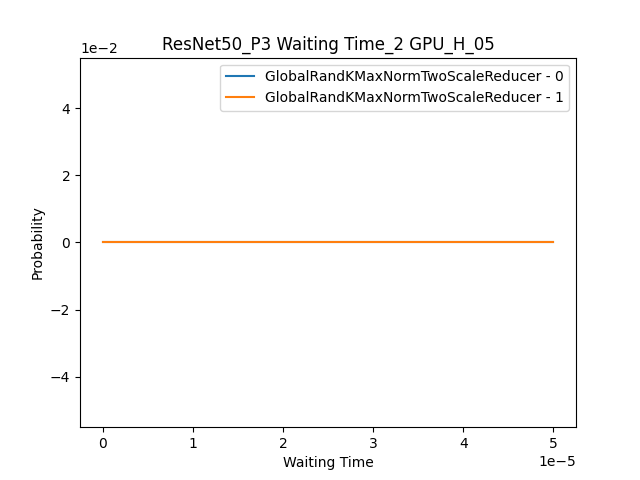 ResNet50_P3 Waiting Time_2 GPU_H_05
1e−2
GlobalRandKMaxNormTwoScaleReducer - 0
GlobalRandKMaxNormTwoScaleReducer - 1
4
2
0
−2
−4
Probability
0 1 2 3 4 5
1e−5
Waiting Time